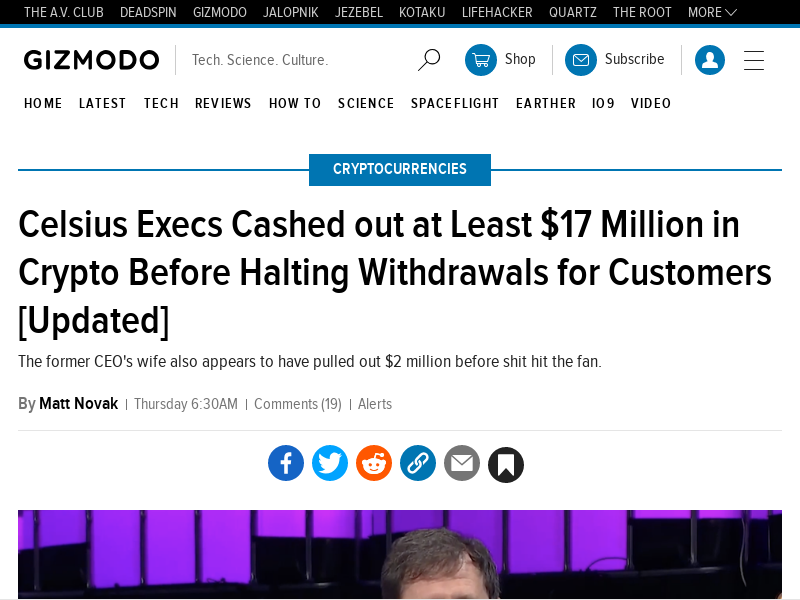 THE A.V. CLUB DEADSPIN GIZMODO JALOPNIK JEZEBEL KOTAKU LIFEHACKER QUARTZ THE ROOT MORE
GIZMODO Tech. Science. Culture. Shop Subscribe
HOME LATEST TECH REVIEWS HOW TO SCIENCE SPACEFLIGHT EARTHER IO9 VIDEO
CRYPTOCURRENCIES
Celsius Execs Cashed out at Least $17 Million in
Crypto Before Halting Withdrawals for Customers
[Updated]
The former CEO's wife also appears to have pulled out $2 million before shit hit the fan.
By Matt Novak | Thursday 6:30AM | Comments (19) | Alerts